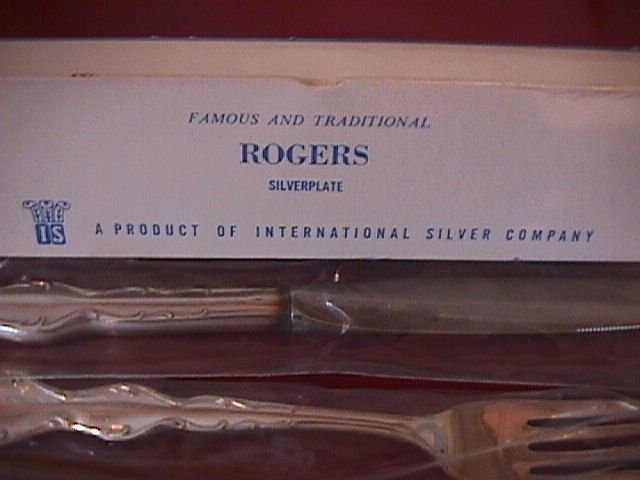 FAMOUS AND TRADITIONAL
ROGERS
SILVERPLATE
IS
A PRODUCT OF INTERNATIONAL SILVER COMPANY